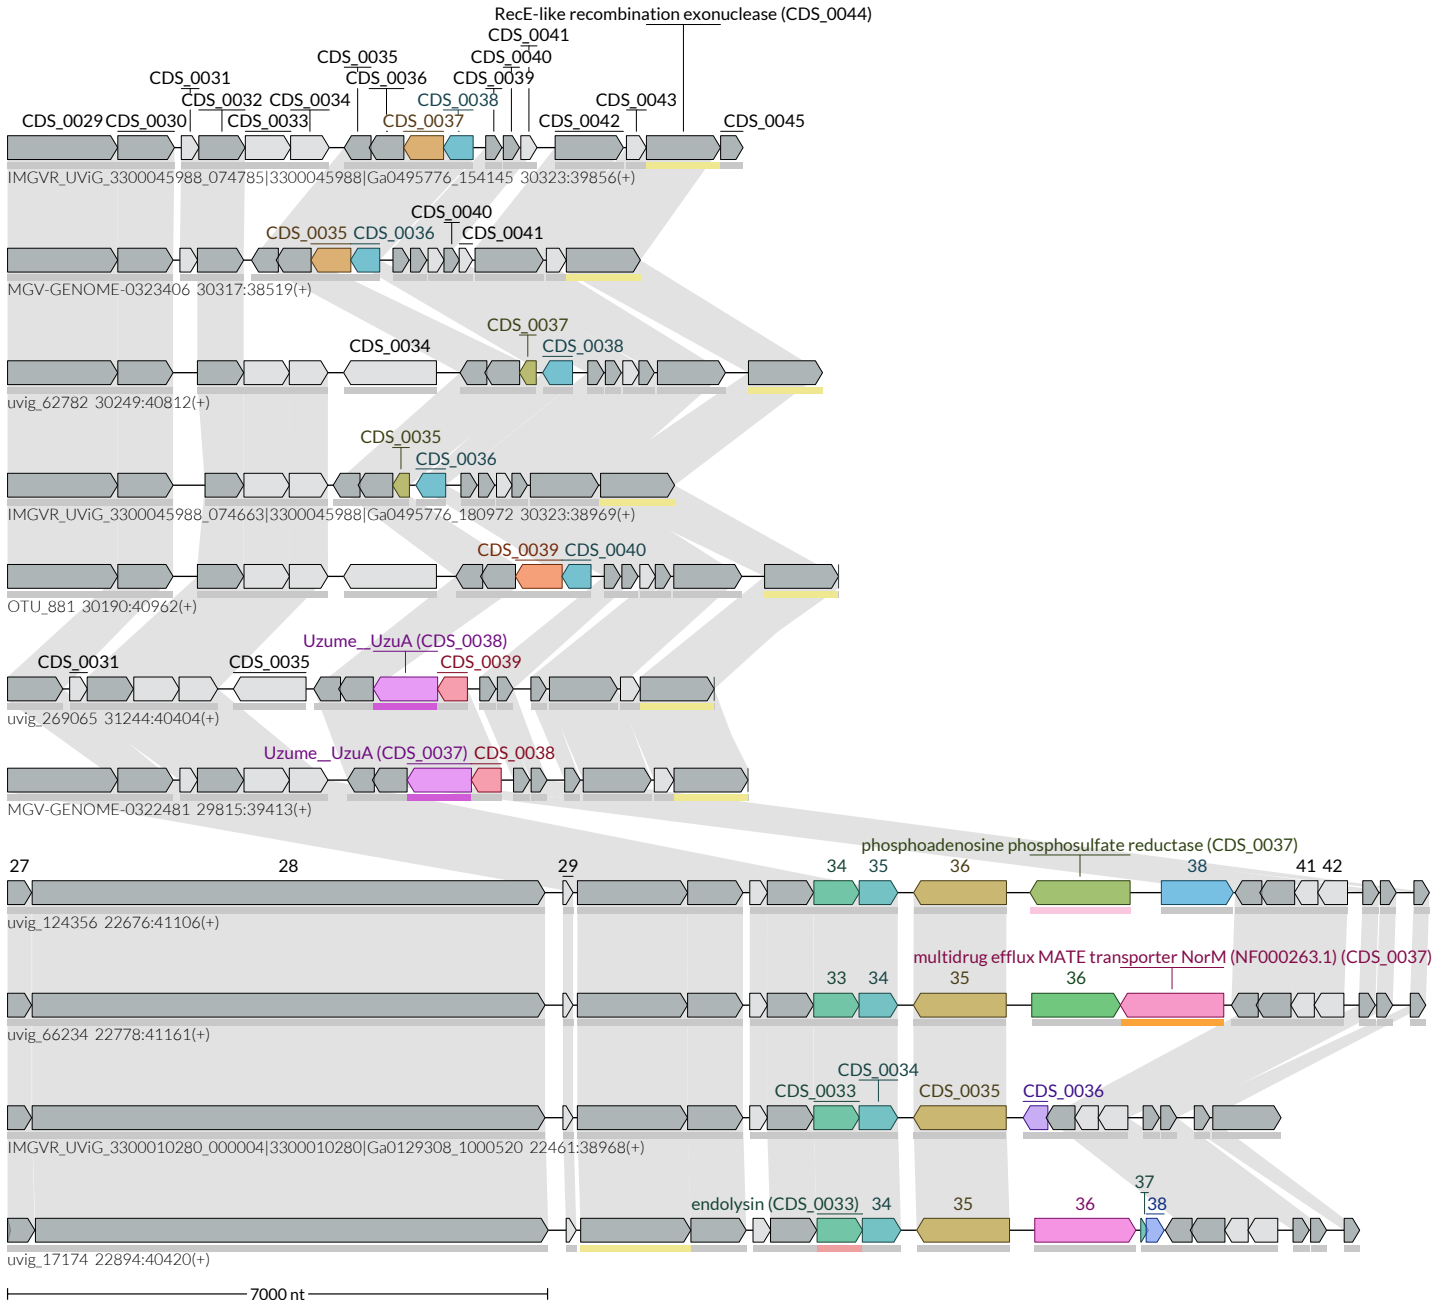 RecE-like recombination exonuclease (CDS_0044)
CDS_0041
CDS_0035 CDS_0040
CDS_0031 CDS_0036 CDS_0039
CDS_0032 CDS_0034 CDS_0038 CDS_0043
CDS_0029 CDS_0030 CDS_0033 CDS_0037 CDS_0042 CDS_0045
IMGVR_UViG_3300045988_074785|3300045988|Ga0495776_154145 30323:39856(+)
CDS_0040
CDS_0035 CDS_0036 CDS_0041
MGV-GENOME-0323406 30317:38519(+)
CDS_0037
CDS_0034 CDS_0038
uvig_62782 30249:40812(+)
CDS_0035
CDS_0036
IMGVR_UViG_3300045988_074663|3300045988|Ga0495776_180972 30323:38969(+)
CDS_0039 CDS_0040
OTU_881 30190:40962(+)
Uzume__UzuA (CDS_0038)
CDS_0031 CDS_0035 CDS_0039
uvig_269065 31244:40404(+)
Uzume__UzuA (CDS_0037) CDS_0038
MGV-GENOME-0322481 29815:39413(+)
phosphoadenosine phosphosulfate reductase (CDS_0037)
27 28 29 34 35 36 38 41 42
uvig_124356 22676:41106(+)
multidrug efflux MATE transporter NorM (NF000263.1) (CDS_0037)
33 34 35 36
uvig_66234 22778:41161(+)
CDS_0034
CDS_0033 CDS_0035 CDS_0036
IMGVR_UViG_3300010280_000004|3300010280|Ga0129308_1000520 22461:38968(+)
37
endolysin (CDS_0033) 34 35 36 38
uvig_17174 22894:40420(+)
7000 nt